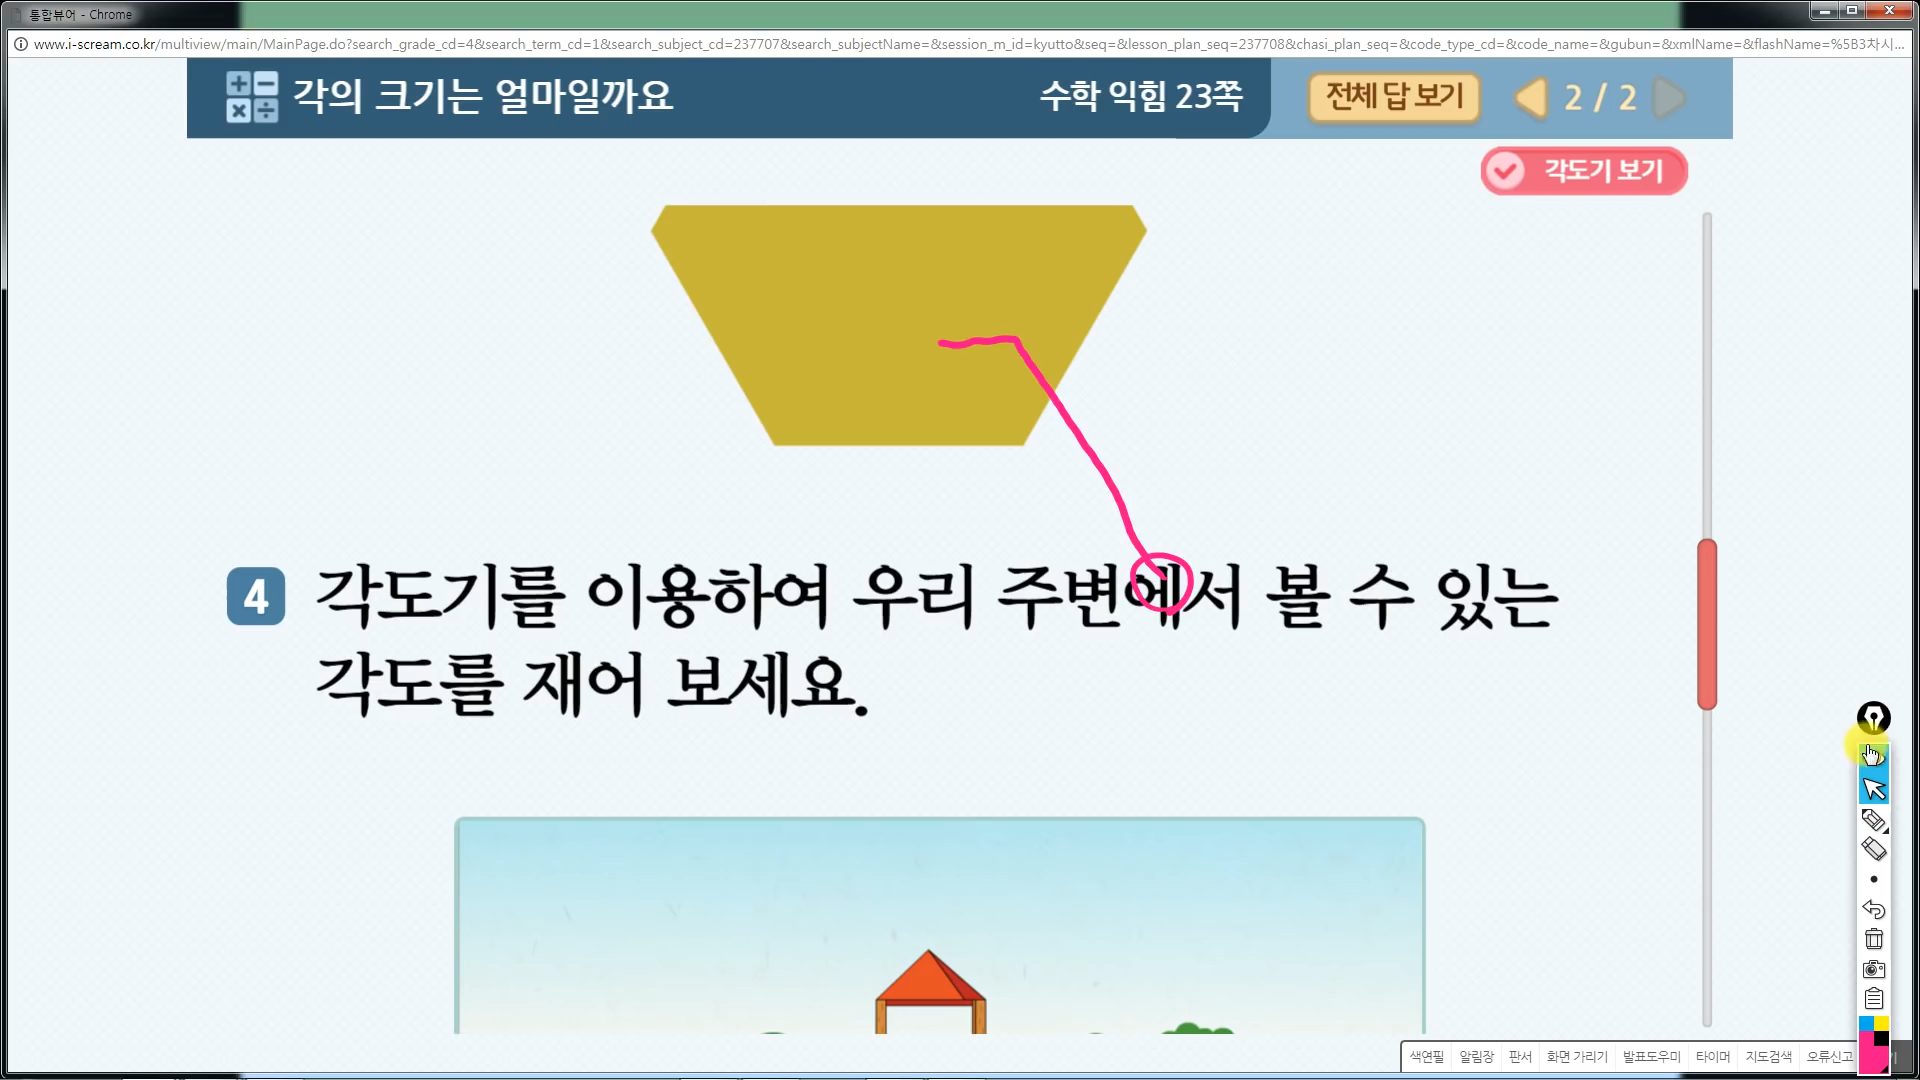 통합뷰어 - Chrome
www.i-scream.co.kr/multiview/main/MainPage.do?search_grade_cd=4&search_term_cd=1&search_subject_cd=237707&search_subjectName=&session_m_id=kyutto&seq=&lesson_plan_seq=237708&chasi_plan_seq=&code_type_cd=&code_name=&gubun=&xmlName=&flashName=%5B3차시...
각의 크기는 얼마일까요 수학 익힘 23쪽 전체 답 보기 2 / 2
각도기 보기
4 각도기를 이용하여 우리 주변에서 볼 수 있는
각도를 재어 보세요.
색연필 알림장 판서 화면 가리기 발표도우미 타이머 지도검색 오류신고